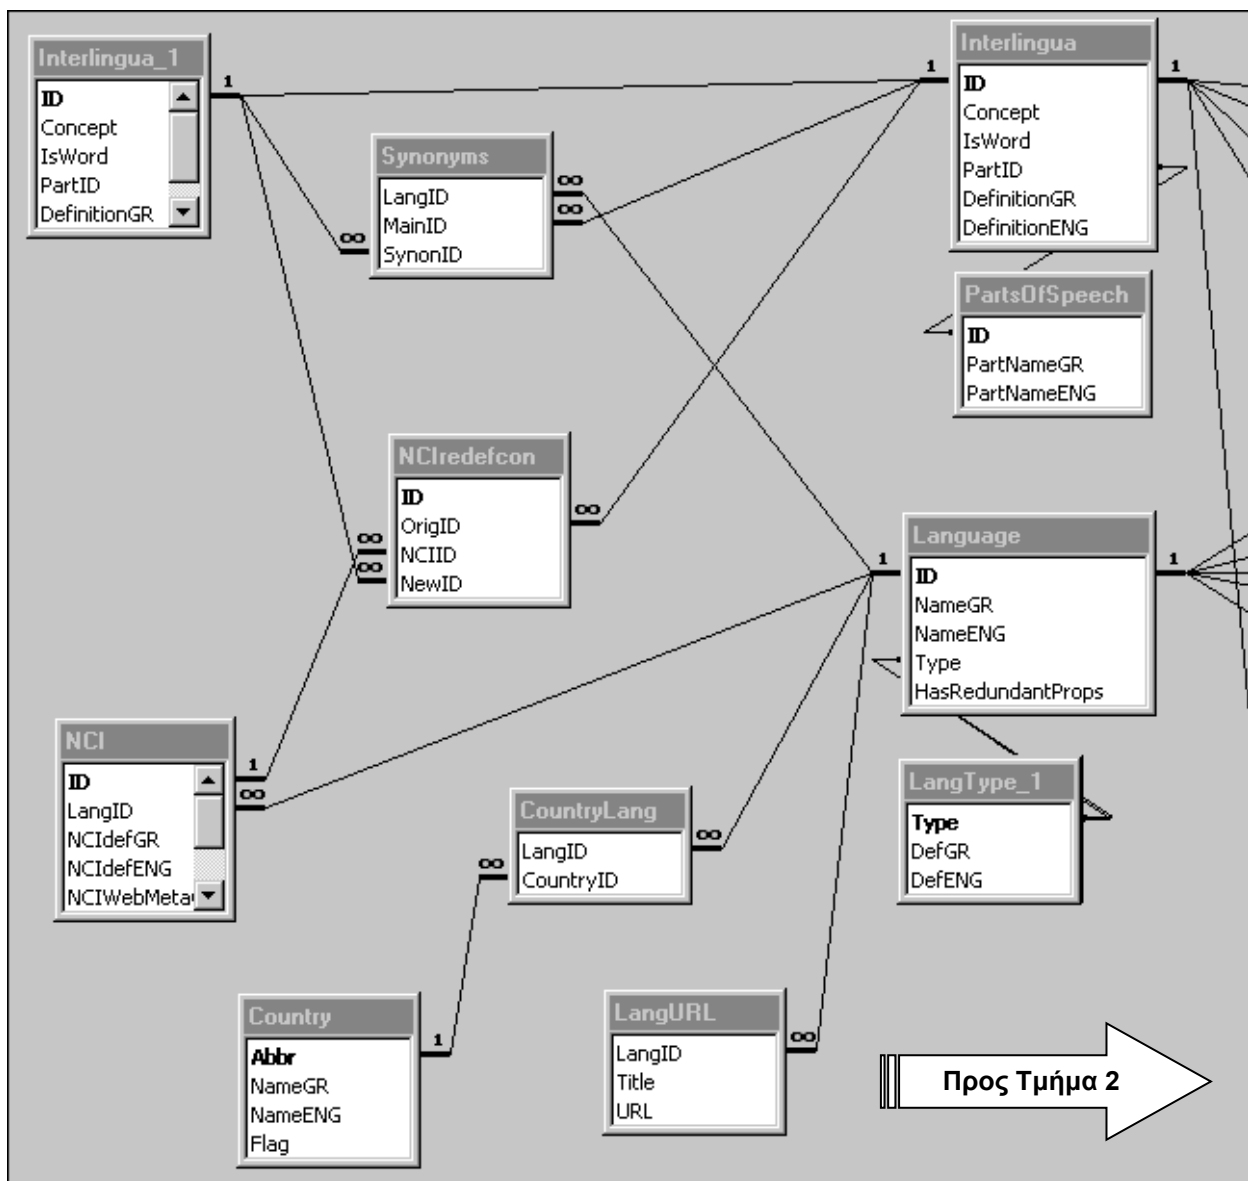 Interlingua_1
ID
Concept
IsWord
PartID
DefinitionGR
1
Synonyms
LangID
MainID
SynonID
∞
∞
∞
Interlingua
ID
Concept
IsWord
PartID
DefinitionGR
DefinitionENG
1
1
PartsOfSpeech
ID
PartNameGR
PartNameENG
NCIredefcon
ID
OrigID
NCIID
NewID
∞
∞
∞
Language
ID
NameGR
NameENG
Type
HasRedundantProps
1
1
NCI
ID
LangID
NCIdefGR
NCIdefENG
NCIWebMeta
1
∞
CountryLang
LangID
CountryID
∞
∞
LangType_1
Type
DefGR
DefENG
Country
Abbr
NameGR
NameENG
Flag
1
LangURL
LangID
Title
URL
∞
Προς Τμήμα 2